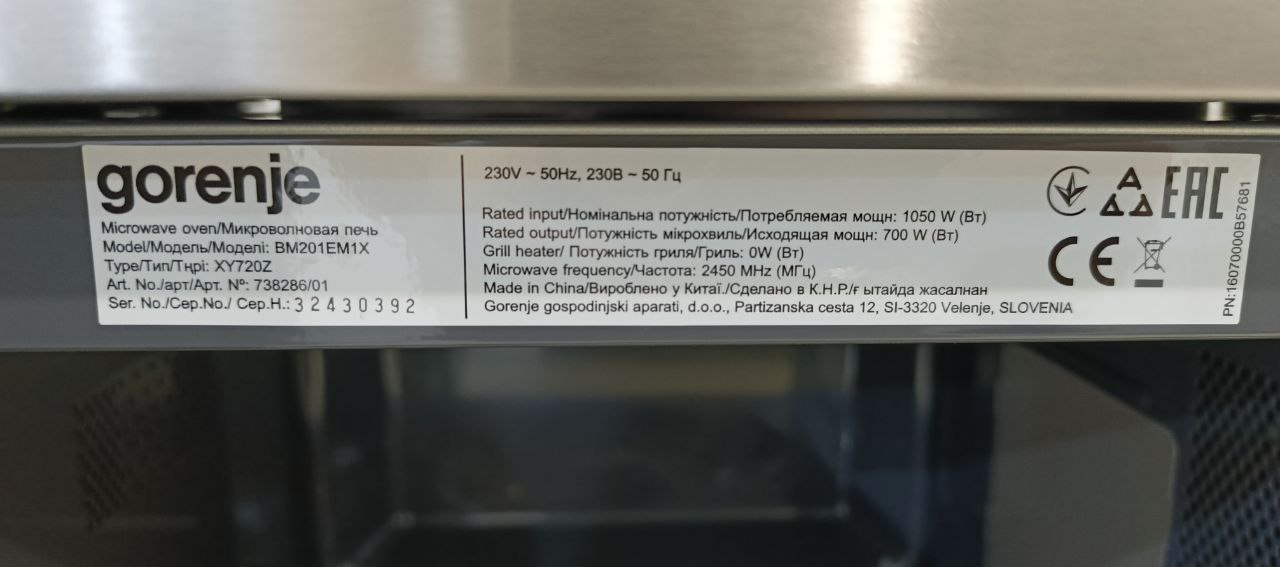 gorenje
Microwave oven/Микроволновая печь
Model/Модель/Моделі: BM201EM1X
Type/Тип/Тңрі: XY720Z
Art. No./арт/Арт. Nº: 738286/01
Ser. No./Сер.No./ Сер.Н.: 32430392
230V ~ 50Hz, 230В ~ 50 Гц
Rated input/Номінальна потужність/Потребляемая мощн: 1050 W (Вт)
Rated output/Потужність мікрохвиль/Исходящая мощн: 700 W (Вт)
Grill heater/ Потужність гриля/Гриль: 0W (Вт)
Microwave frequency/Частота: 2450 MHz (МГц)
Made in China/Вироблено у Китаї./Сделано в К.Н.Р./ғ ытайда жасалнан
Gorenje gospodinjski aparati, d.o.o., Partizanska cesta 12, SI-3320 Velenje, SLOVENIA
EAC
CE
PN:16070000B57681